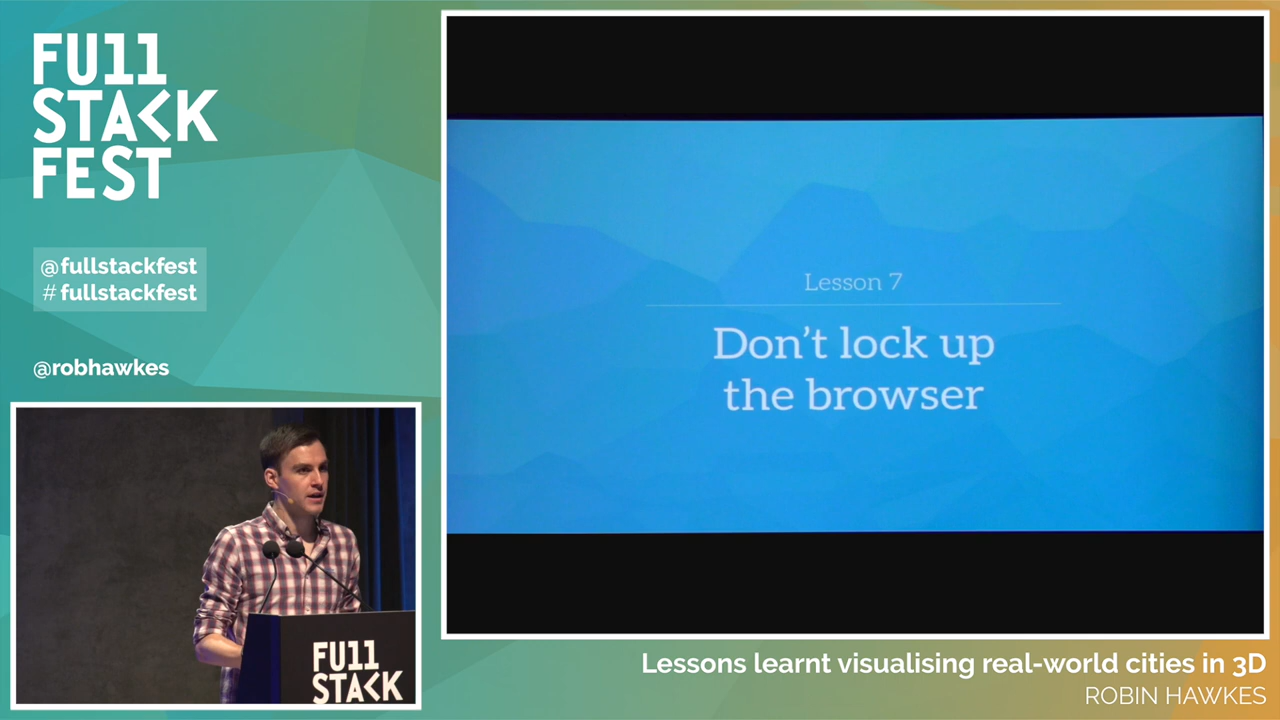 FU11
STACK
FEST
@fullstackfest
#fullstackfest
@robhawkes
Lesson 7
Don't lock up
the browser
FU11
STACK
Lessons learnt visualising real-world cities in 3D
ROBIN HAWKES